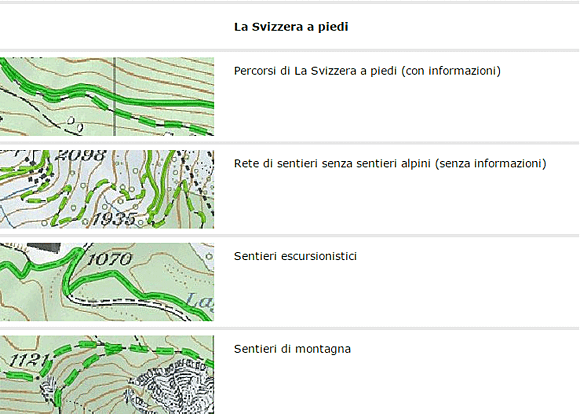 La Svizzera a piedi
Percorsi di La Svizzera a piedi (con informazioni)
2098
Rete di sentieri senza sentieri alpini (senza informazioni)
1935
1070
Sentieri escursionistici
Sentieri di montagna
1121